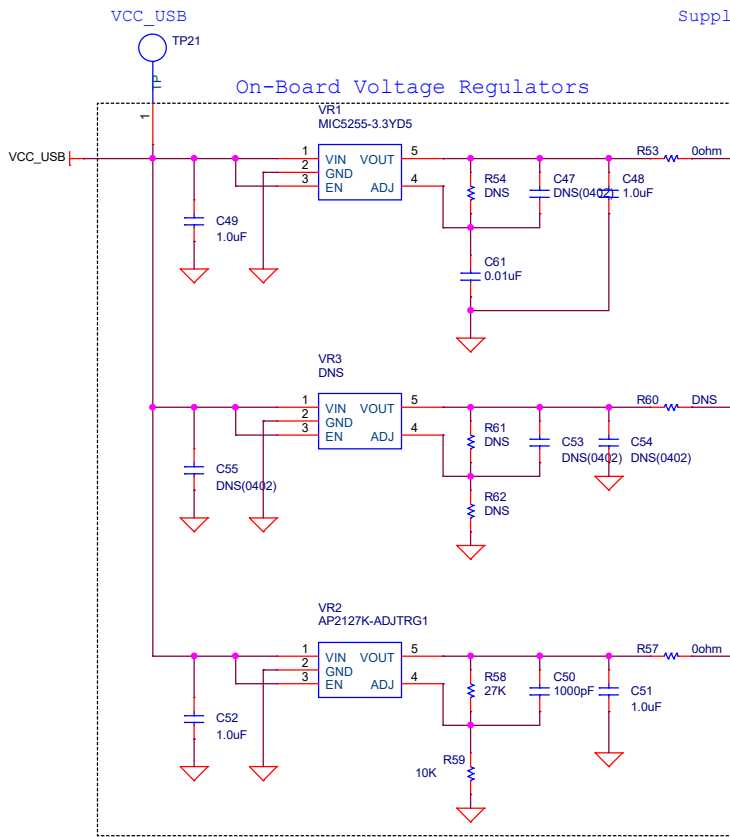 VCC_USB
Suppl
TP21
TP
On-Board Voltage Regulators
1
VR1
MIC5255-3.3YD5
VCC_USB
1 VIN VOUT 5
2 GND
3 EN ADJ 4
R53 0ohm
R54
DNS
C47
DNS(0402)
C48
1.0uF
C49
1.0uF
C61
0.01uF
VR3
DNS
1 VIN VOUT 5
2 GND
3 EN ADJ 4
R60 DNS
R61
DNS
C53
DNS(0402)
C54
DNS(0402)
C55
DNS(0402)
R62
DNS
VR2
AP2127K-ADJTRG1
1 VIN VOUT 5
2 GND
3 EN ADJ 4
R57 0ohm
R58
27K
C50
1000pF
C51
1.0uF
C52
1.0uF
R59
10K